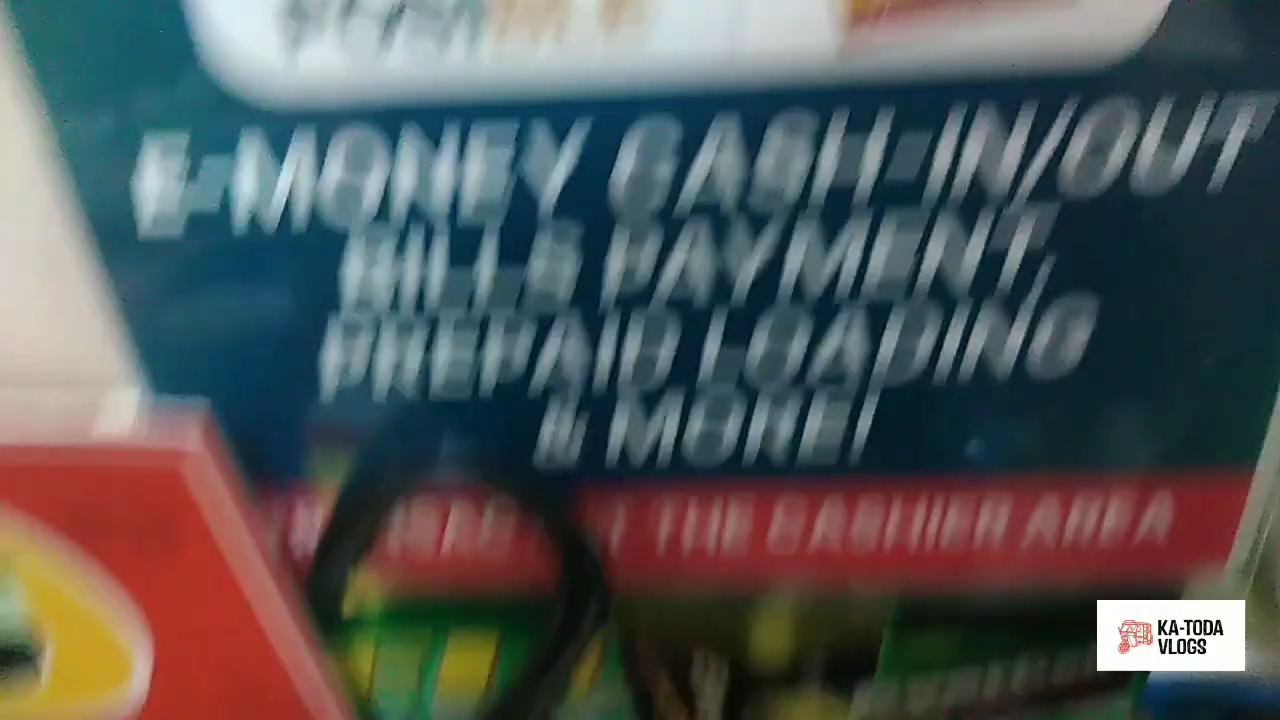 E-MONEY CASH-IN/OUT
BILLS PAYMENT,
PREPAID LOADING
& MORE!
THE CASHIER AREA
KA-TODA
VLOGS